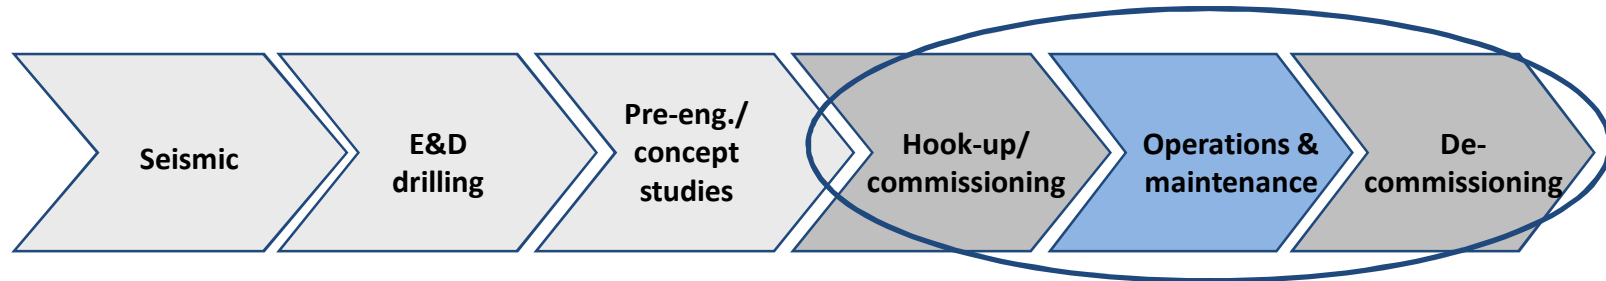 Seismic
E&D
drilling
Pre-eng./
concept
studies
Hook-up/
commissioning
Operations &
maintenance
De-
commissioning